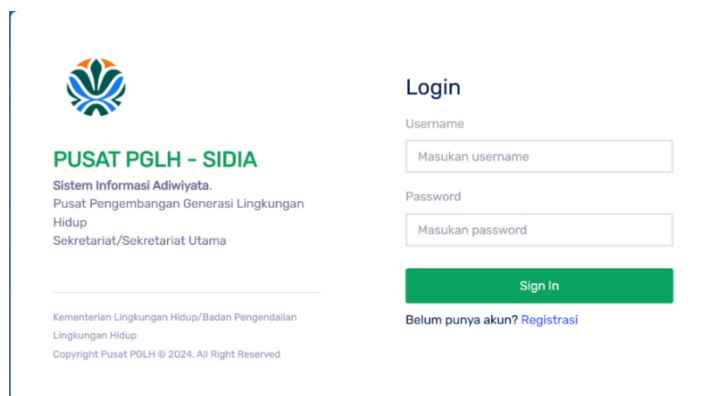 PUSAT PGLH - SIDIA
Sistem Informasi Adiwiyata.
Pusat Pengembangan Generasi Lingkungan
Hidup
Sekretariat/Sekretariat Utama
Kementerian Lingkungan Hidup/Badan Pengendalian
Lingkungan Hidup
Copyright Pusat PGLH © 2024. All Right Reserved
Login
Username
Masukan username
Password
Masukan password
Sign In
Belum punya akun? Registrasi